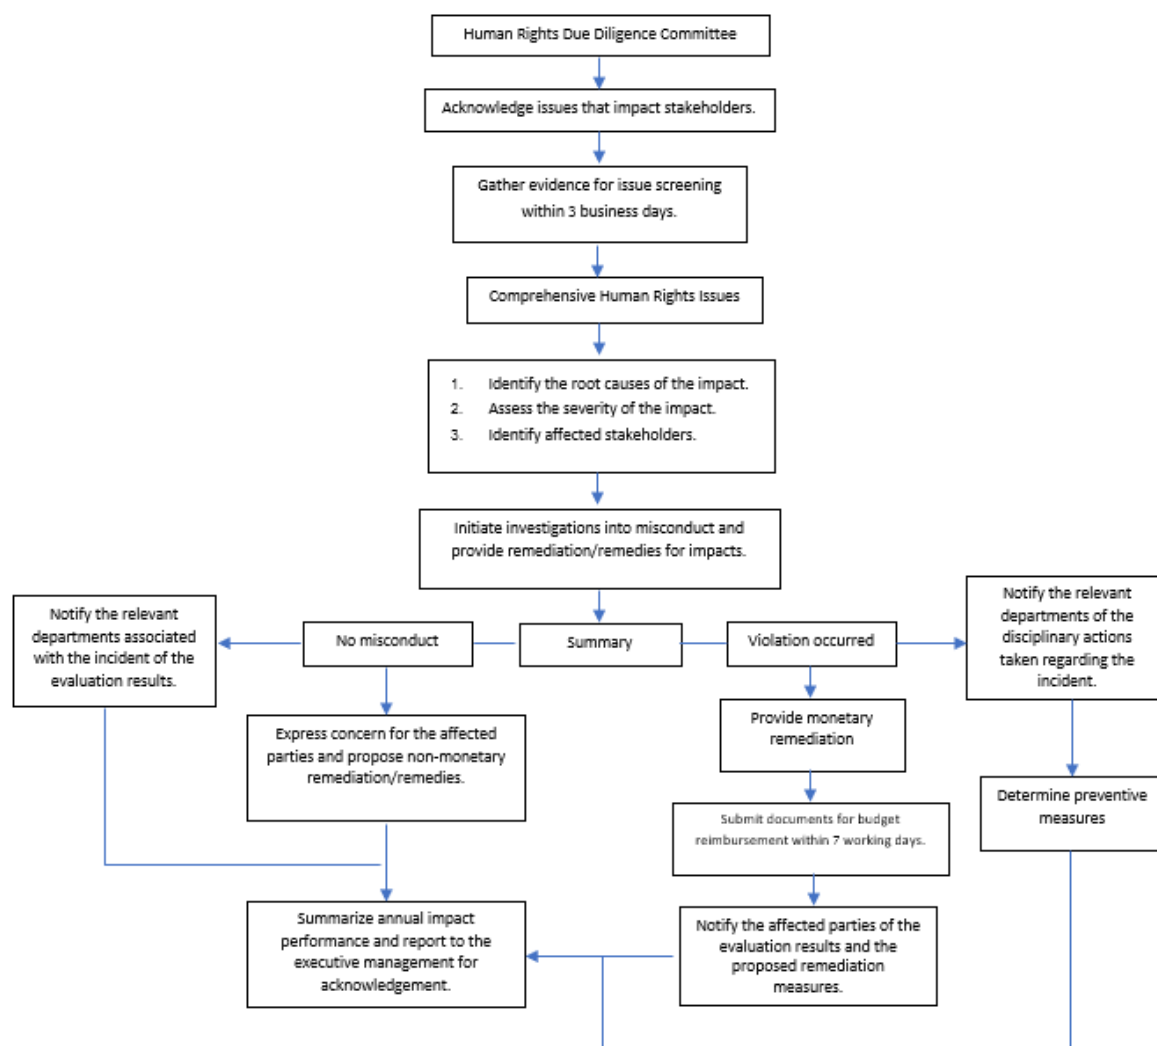 Human Rights Due Diligence Committee
Acknowledge issues that impact stakeholders.
Gather evidence for issue screening
within 3 business days.
Comprehensive Human Rights Issues
1. Identify the root causes of the impact.
2. Assess the severity of the impact.
3. Identify affected stakeholders.
Initiate investigations into misconduct and
provide remediation/remedies for impacts.
Notify the relevant
departments associated
with the incident of the
evaluation results.
No misconduct
Summary
Violation occurred
Notify the relevant
departments of the
disciplinary actions
taken regarding the
incident.
Express concern for the affected
parties and propose non-monetary
remediation/remedies.
Provide monetary
remediation
Determine preventive
measures
Submit documents for budget
reimbursement within 7 working days.
Summarize annual impact
performance and report to the
executive management for
acknowledgement.
Notify the affected parties of the
evaluation results and the
proposed remediation
measures.